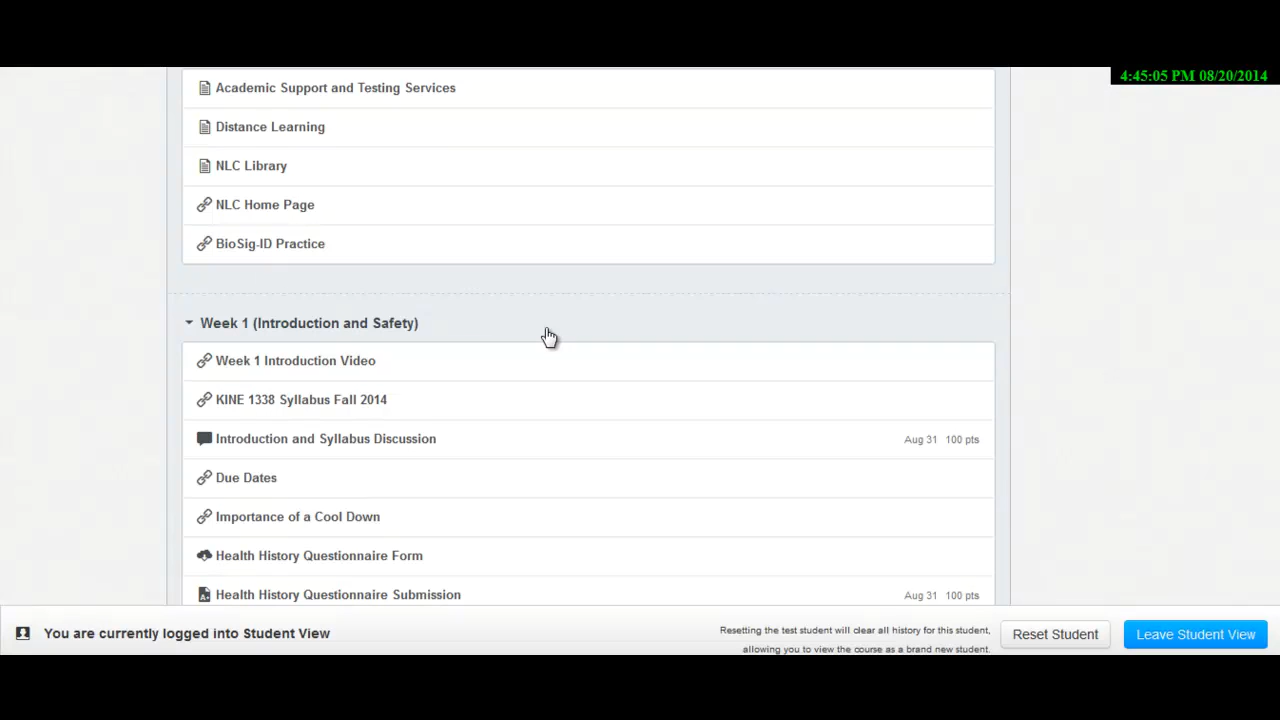 4:45:05 PM 08/20/2014
Academic Support and Testing Services
Distance Learning
NLC Library
NLC Home Page
BioSig-ID Practice
Week 1 (Introduction and Safety)
Week 1 Introduction Video
KINE 1338 Syllabus Fall 2014
Introduction and Syllabus Discussion Aug 31 100 pts
Due Dates
Importance of a Cool Down
Health History Questionnaire Form
Health History Questionnaire Submission Aug 31 100 pts
You are currently logged into Student View
Resetting the test student will clear all history for this student,
allowing you to view the course as a brand new student.
Reset Student
Leave Student View